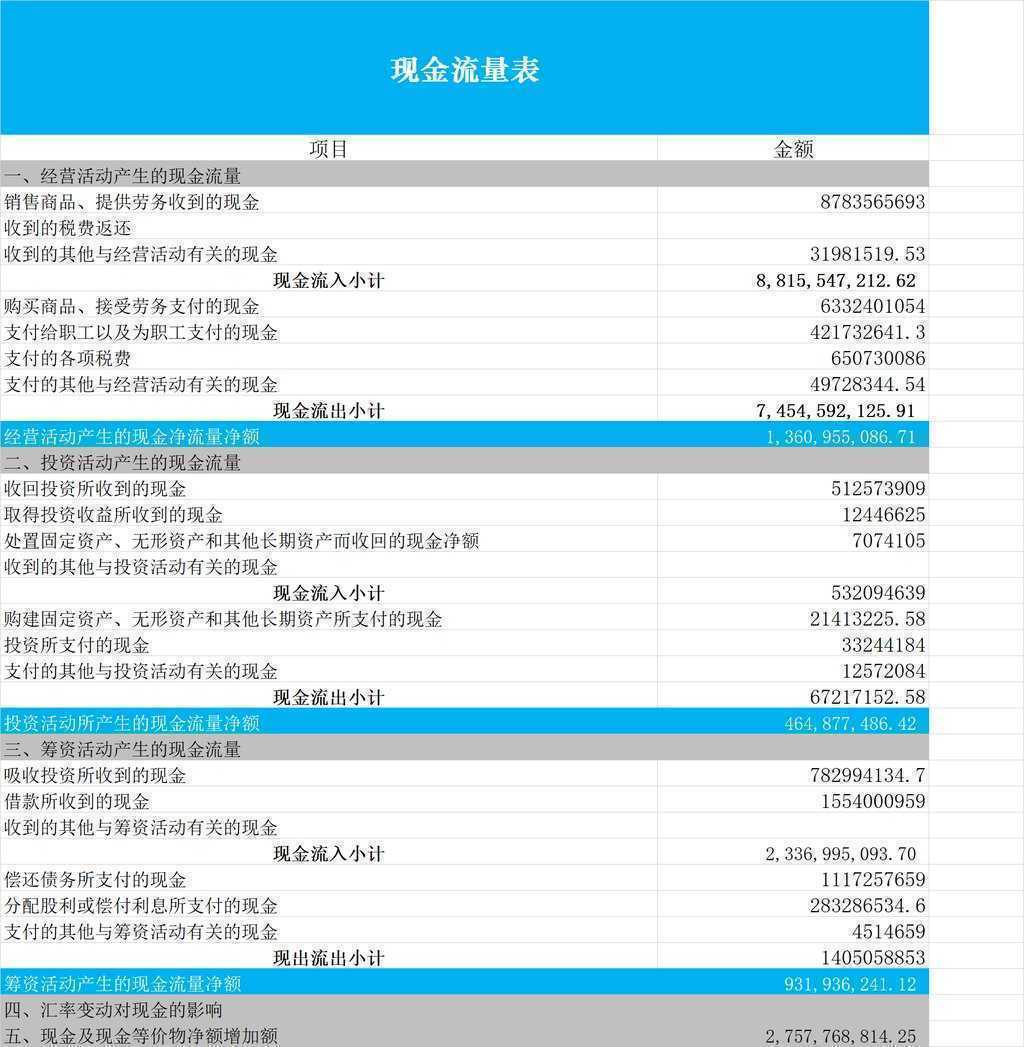 现金流量表
项目 金额
一、经营活动产生的现金流量
销售商品、提供劳务收到的现金 8783565693
收到的税费返还
收到的其他与经营活动有关的现金 31981519.53
现金流入小计 8,815,547,212.62
购买商品、接受劳务支付的现金 6332401054
支付给职工以及为职工支付的现金 421732641.3
支付的各项税费 650730086
支付的其他与经营活动有关的现金 49728344.54
现金流出小计 7,454,592,125.91
经营活动产生的现金净流量净额 1,360,955,086.71
二、投资活动产生的现金流量
收回投资所收到的现金 512573909
取得投资收益所收到的现金 12446625
处置固定资产、无形资产和其他长期资产而收回的现金净额 7074105
收到的其他与投资活动有关的现金
现金流入小计 532094639
购建固定资产、无形资产和其他长期资产所支付的现金 21413225.58
投资所支付的现金 33244184
支付的其他与投资活动有关的现金 12572084
现金流出小计 67217152.58
投资活动所产生的现金流量净额 464,877,486.42
三、筹资活动产生的现金流量
吸收投资所收到的现金 782994134.7
借款所收到的现金 1554000959
收到的其他与筹资活动有关的现金
现金流入小计 2,336,995,093.70
偿还债务所支付的现金 1117257659
分配股利或偿付利息所支付的现金 283286534.6
支付的其他与筹资活动有关的现金 4514659
现出流出小计 1405058853
筹资活动产生的现金流量净额 931,936,241.12
四、汇率变动对现金的影响
五、现金及现金等价物净额增加额 2,757,768,814.25